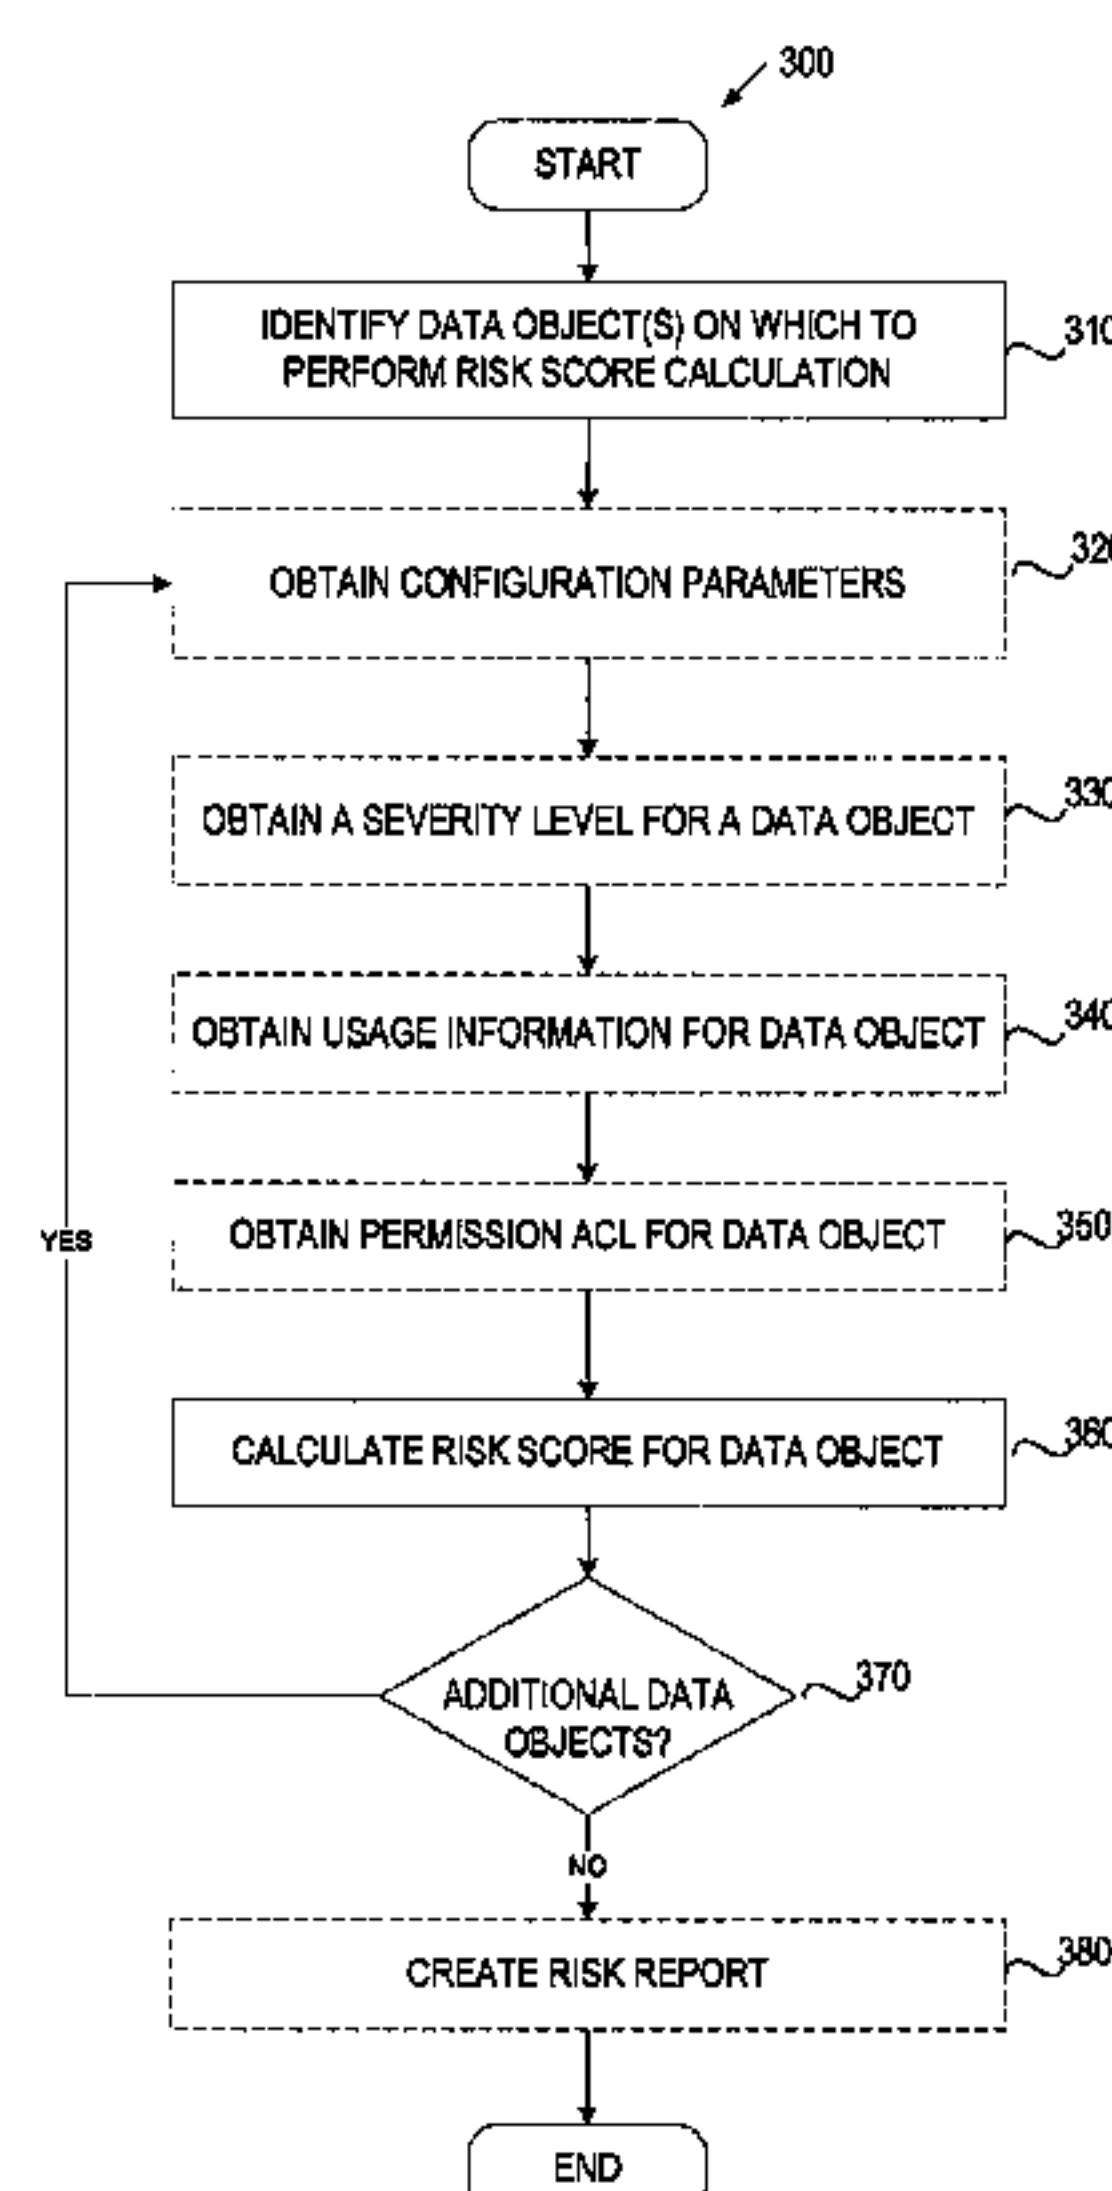 300
START
IDENTIFY DATA OBJECT(S) ON WHICH TO
PERFORM RISK SCORE CALCULATION
310
OBTAIN CONFIGURATION PARAMETERS
320
OBTAIN A SEVERITY LEVEL FOR A DATA OBJECT
330
OBTAIN USAGE INFORMATION FOR DATA OBJECT
340
YES
OBTAIN PERMISSION ACL FOR DATA OBJECT
350
CALCULATE RISK SCORE FOR DATA OBJECT
360
ADDITIONAL DATA
OBJECTS?
370
NO
CREATE RISK REPORT
380
END